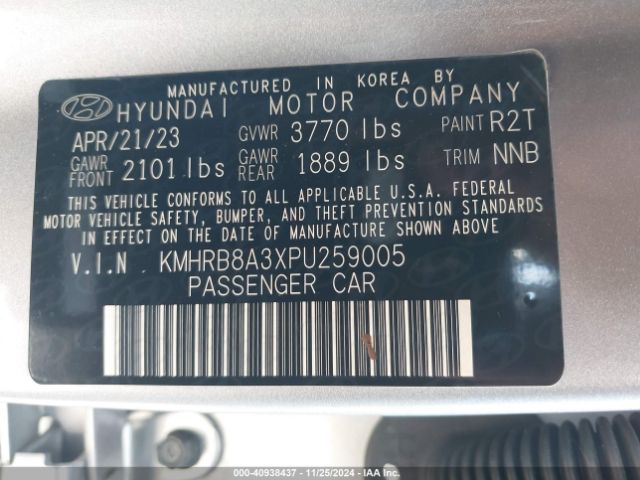 MANUFACTURED IN KOREA BY
HYUNDAI MOTOR COMPANY
APR/21/23 GVWR 3770 lbs PAINT R2T
GAWR FRONT 2101 lbs GAWR REAR 1889 lbs TRIM NNB
THIS VEHICLE CONFORMS TO ALL APPLICABLE U.S.A. FEDERAL
MOTOR VEHICLE SAFETY, BUMPER, AND THEFT PREVENTION STANDARDS
IN EFFECT ON THE DATE OF MANUFACTURE SHOWN ABOVE
V.I.N KMHRB8A3XPU259005
PASSENGER CAR
000-40938437 - 11/25/2024 - IAA Inc.